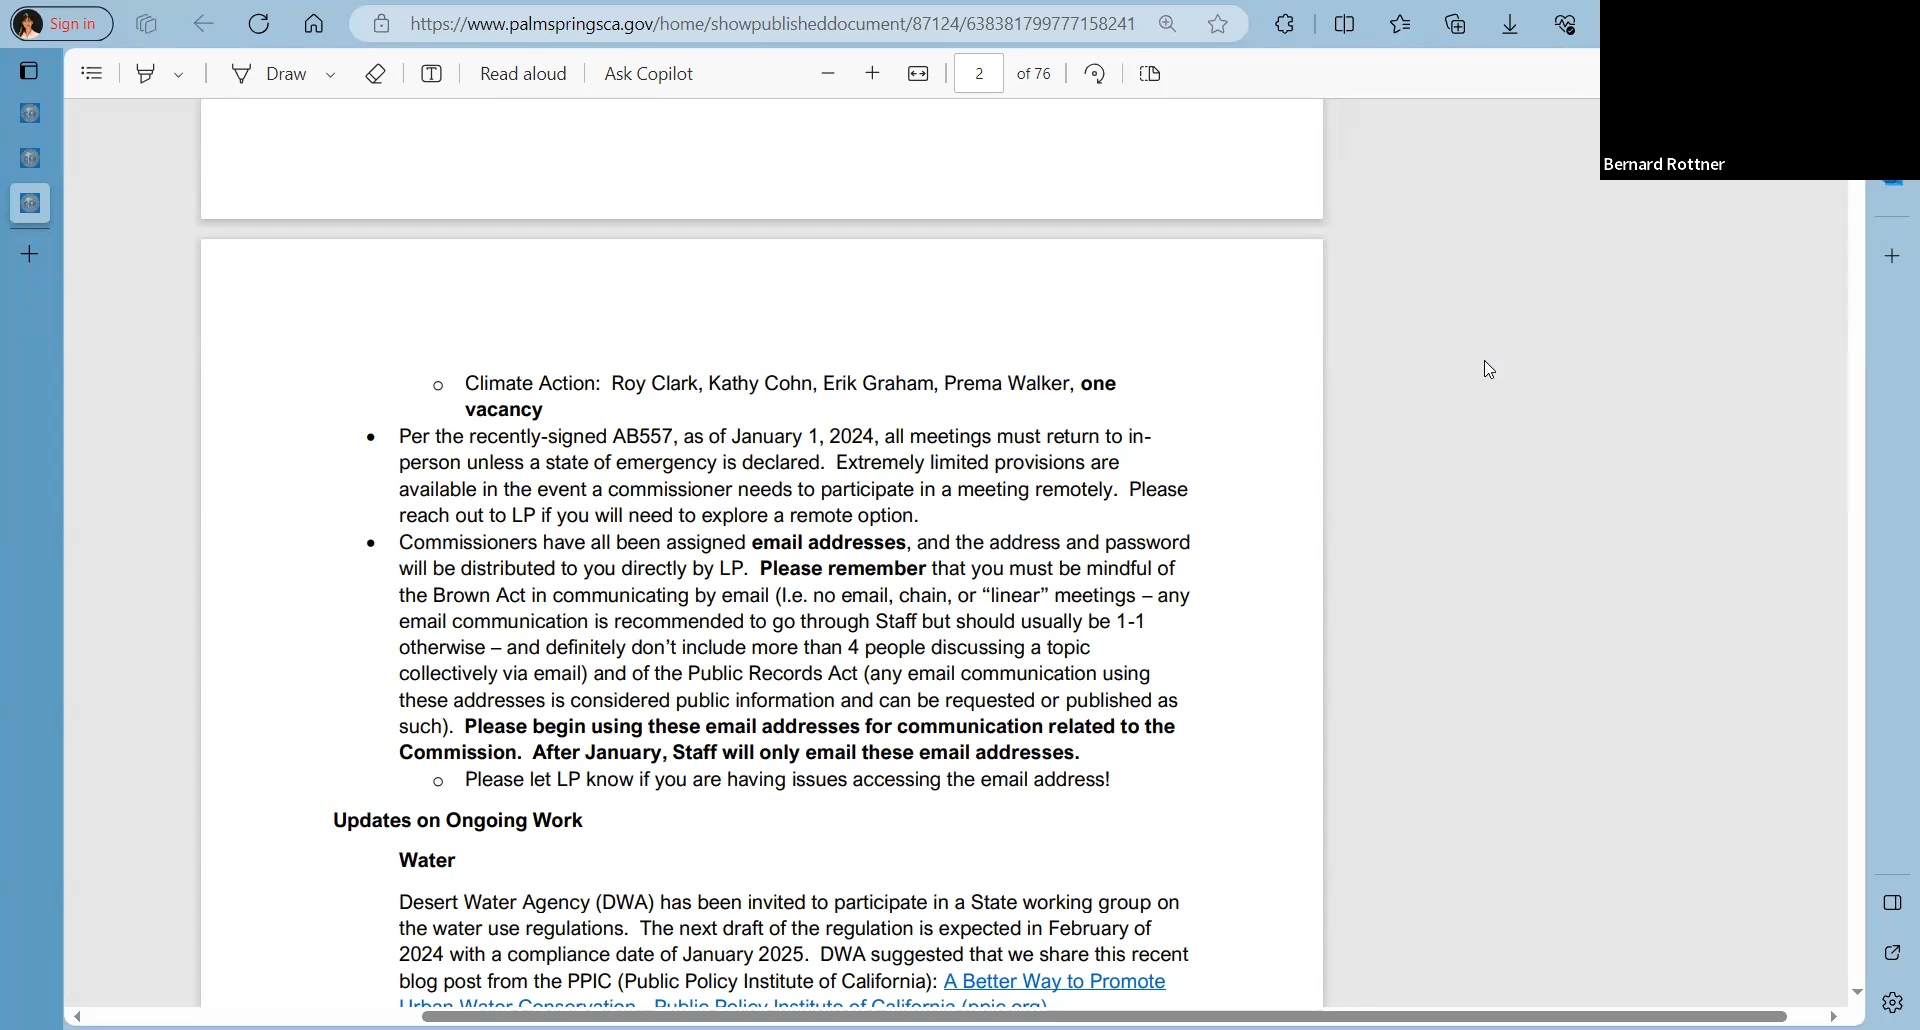 Sign in
https://www.palmspringsca.gov/home/showpublisheddocument/87124/638381799777158241
Draw
Read aloud
Ask Copilot
2
of 76
Bernard Rottner
o Climate Action: Roy Clark, Kathy Cohn, Erik Graham, Prema Walker, one
vacancy
• Per the recently-signed AB557, as of January 1, 2024, all meetings must return to in-
person unless a state of emergency is declared. Extremely limited provisions are
available in the event a commissioner needs to participate in a meeting remotely. Please
reach out to LP if you will need to explore a remote option.
• Commissioners have all been assigned email addresses, and the address and password
will be distributed to you directly by LP. Please remember that you must be mindful of
the Brown Act in communicating by email (I.e. no email, chain, or “linear” meetings – any
email communication is recommended to go through Staff but should usually be 1-1
otherwise – and definitely don’t include more than 4 people discussing a topic
collectively via email) and of the Public Records Act (any email communication using
these addresses is considered public information and can be requested or published as
such). Please begin using these email addresses for communication related to the
Commission. After January, Staff will only email these email addresses.
o Please let LP know if you are having issues accessing the email address!
Updates on Ongoing Work
Water
Desert Water Agency (DWA) has been invited to participate in a State working group on
the water use regulations. The next draft of the regulation is expected in February of
2024 with a compliance date of January 2025. DWA suggested that we share this recent
blog post from the PPIC (Public Policy Institute of California): A Better Way to Promote
Urban Water Conservation - Public Policy Institute of California (ppic.org)